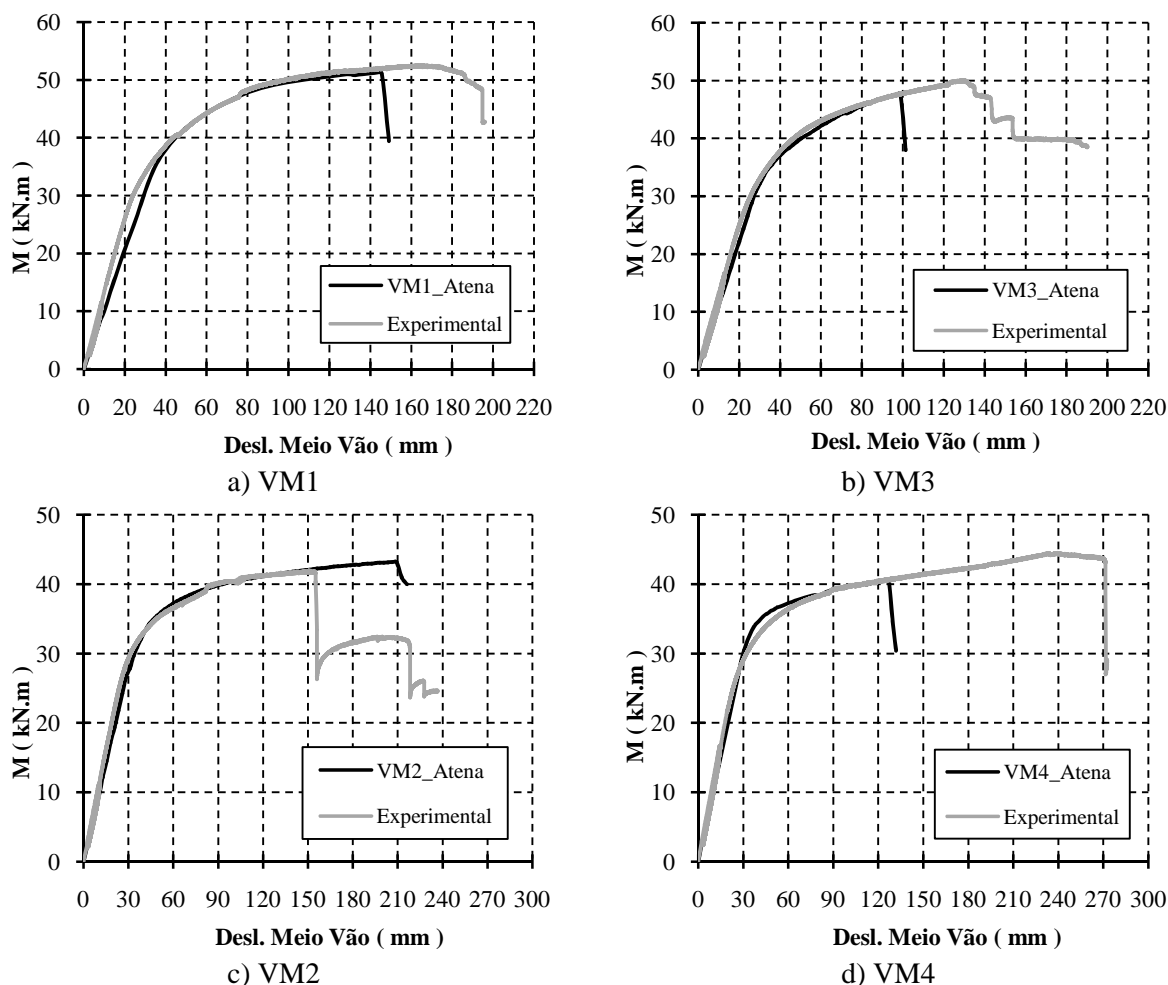 60
50
40
30
20
10
0
M ( kN.m )
VM1_Atena
Experimental
0 20 40 60 80 100 120 140 160 180 200 220
Desl. Meio Vão ( mm )
a) VM1
60
50
40
30
20
10
0
M ( kN.m )
VM3_Atena
Experimental
0 20 40 60 80 100 120 140 160 180 200 220
Desl. Meio Vão ( mm )
b) VM3
50
40
30
20
10
0
M ( kN.m )
VM2_Atena
Experimental
0 30 60 90 120 150 180 210 240 270 300
Desl. Meio Vão ( mm )
c) VM2
50
40
30
20
10
0
M ( kN.m )
VM4_Atena
Experimental
0 30 60 90 120 150 180 210 240 270 300
Desl. Meio Vão ( mm )
d) VM4